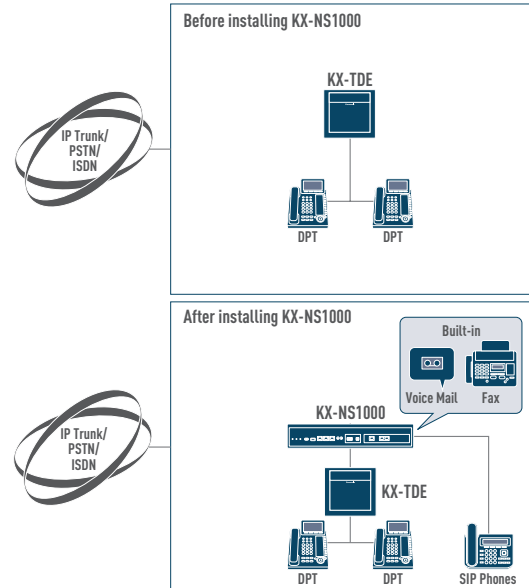 Before installing KX-NS1000
KX-TDE
IP Trunk/
PSTN/
ISDN
DPT
DPT
After installing KX-NS1000
Built-in
Voice Mail
Fax
KX-NS1000
IP Trunk/
PSTN/
ISDN
KX-TDE
DPT
DPT
SIP Phones